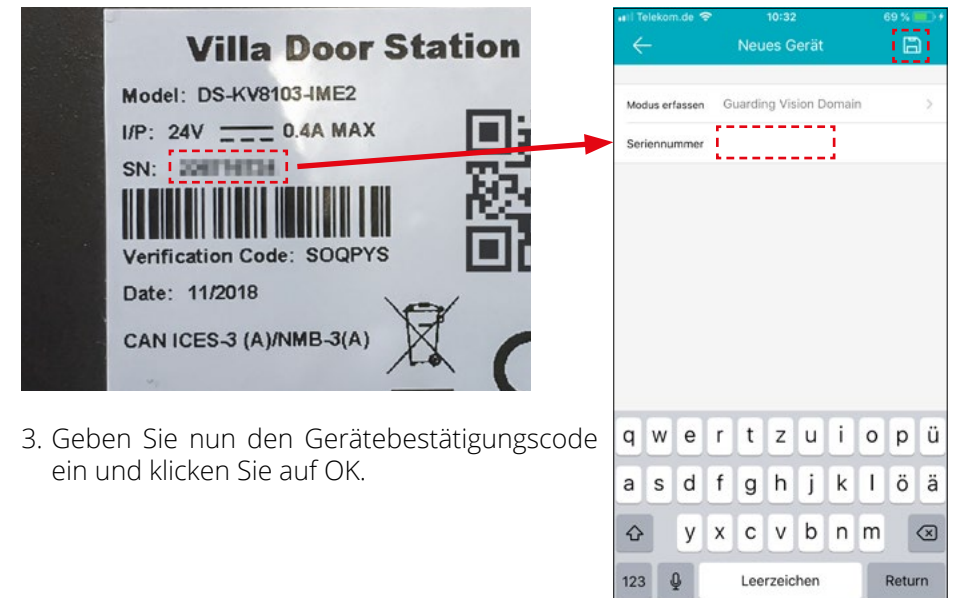 Villa Door Station
Model: DS-KV8103-IME2
I/P: 24V 0.4A MAX
SN:
Verification Code: SOQPYS
Date: 11/2018
CAN ICES-3 (A)/NMB-3(A)
3. Geben Sie nun den Gerätebestätigungscode
ein und klicken Sie auf OK.
Telekom.de 10:32 69 %
Neues Gerät
Modus erfassen Guarding Vision Domain
Seriennummer
q w e r t z u i o p ü
a s d f g h j k l ö ä
y x c v b n m
123 Leerzeichen Return